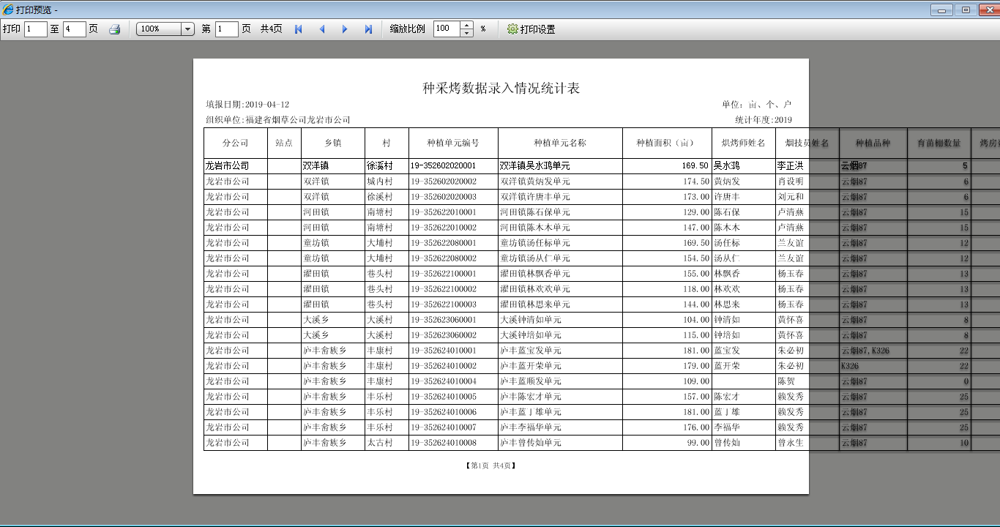 打印预览 -
打印 1 至 4 页 100% 第 1 页 共4页 缩放比例 100 % 打印设置
种采烤数据录入情况统计表
填报日期:2019-04-12 单位: 亩、个、户
组织单位:福建省烟草公司龙岩市公司 统计年度:2019
分公司 站点 乡镇 村 种植单元编号 种植单元名称 种植面积（亩） 烘烤师姓名 烟技员姓名 种植品种 育苗棚数量 烤房
龙岩市公司 双洋镇 徐溪村 19-352602020001 双洋镇吴水鸿单元 169.50 吴水鸿 李正洪 云烟87 5
龙岩市公司 双洋镇 城内村 19-352602020002 双洋镇黄炳发单元 174.50 黄炳发 肖设明 云烟87 6
龙岩市公司 双洋镇 徐溪村 19-352602020003 双洋镇许唐丰单元 173.00 许唐丰 刘元和 云烟87 6
龙岩市公司 河田镇 南塘村 19-352622010001 河田镇陈石保单元 129.00 陈石保 卢清燕 云烟87 15
龙岩市公司 河田镇 南塘村 19-352622010002 河田镇陈木木单元 147.00 陈木木 卢清燕 云烟87 15
龙岩市公司 童坊镇 大埔村 19-352622080001 童坊镇汤任标单元 169.50 汤任标 兰友谊 云烟87 12
龙岩市公司 童坊镇 大埔村 19-352622080002 童坊镇汤从仁单元 154.50 汤从仁 兰友谊 云烟87 12
龙岩市公司 濯田镇 巷头村 19-352622100001 濯田镇林飘香单元 155.00 林飘香 杨玉春 云烟87 13
龙岩市公司 濯田镇 巷头村 19-352622100002 濯田镇林欢欢单元 118.00 林欢欢 杨玉春 云烟87 13
龙岩市公司 濯田镇 巷头村 19-352622100003 濯田镇林思来单元 144.00 林思来 杨玉春 云烟87 13
龙岩市公司 大溪乡 大溪村 19-352623060001 大溪钟清如单元 104.00 钟清如 黄怀喜 云烟87 8
龙岩市公司 大溪乡 大溪村 19-352623060002 大溪钟培如单元 115.00 钟培如 黄怀喜 云烟87 8
龙岩市公司 庐丰畲族乡 丰康村 19-352624010001 庐丰蓝宝发单元 181.00 蓝宝发 朱必初 云烟87,K326 22
龙岩市公司 庐丰畲族乡 丰康村 19-352624010002 庐丰蓝开荣单元 179.00 蓝开荣 朱必初 K326 22
龙岩市公司 庐丰畲族乡 丰康村 19-352624010004 庐丰蓝顺发单元 109.00 陈贺 云烟87 0
龙岩市公司 庐丰畲族乡 丰乐村 19-352624010005 庐丰陈宏才单元 157.00 陈宏才 赖发秀 云烟87 25
龙岩市公司 庐丰畲族乡 丰乐村 19-352624010006 庐丰蓝丁雄单元 181.00 蓝丁雄 赖发秀 云烟87 25
龙岩市公司 庐丰畲族乡 丰乐村 19-352624010007 庐丰李福华单元 176.00 李福华 赖发秀 云烟87 25
龙岩市公司 庐丰畲族乡 太古村 19-352624010008 庐丰曾传灿单元 99.00 曾传灿 曾永生 云烟87 10
【第1页 共4页】